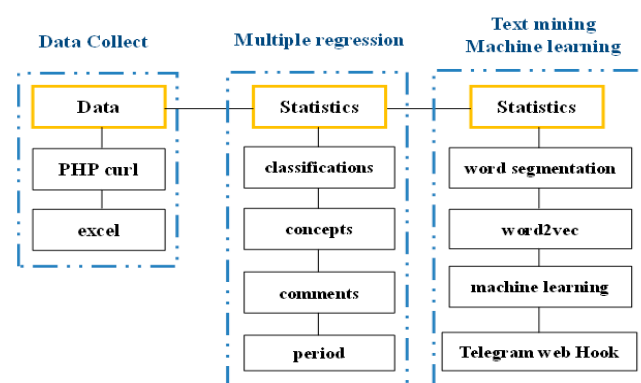 Data Collect
Data
PHP curl
excel
Multiple regression
Statistics
classifications
concepts
comments
period
Text mining
Machine learning
Statistics
word segmentation
word2vec
machine learning
Telegram web Hook